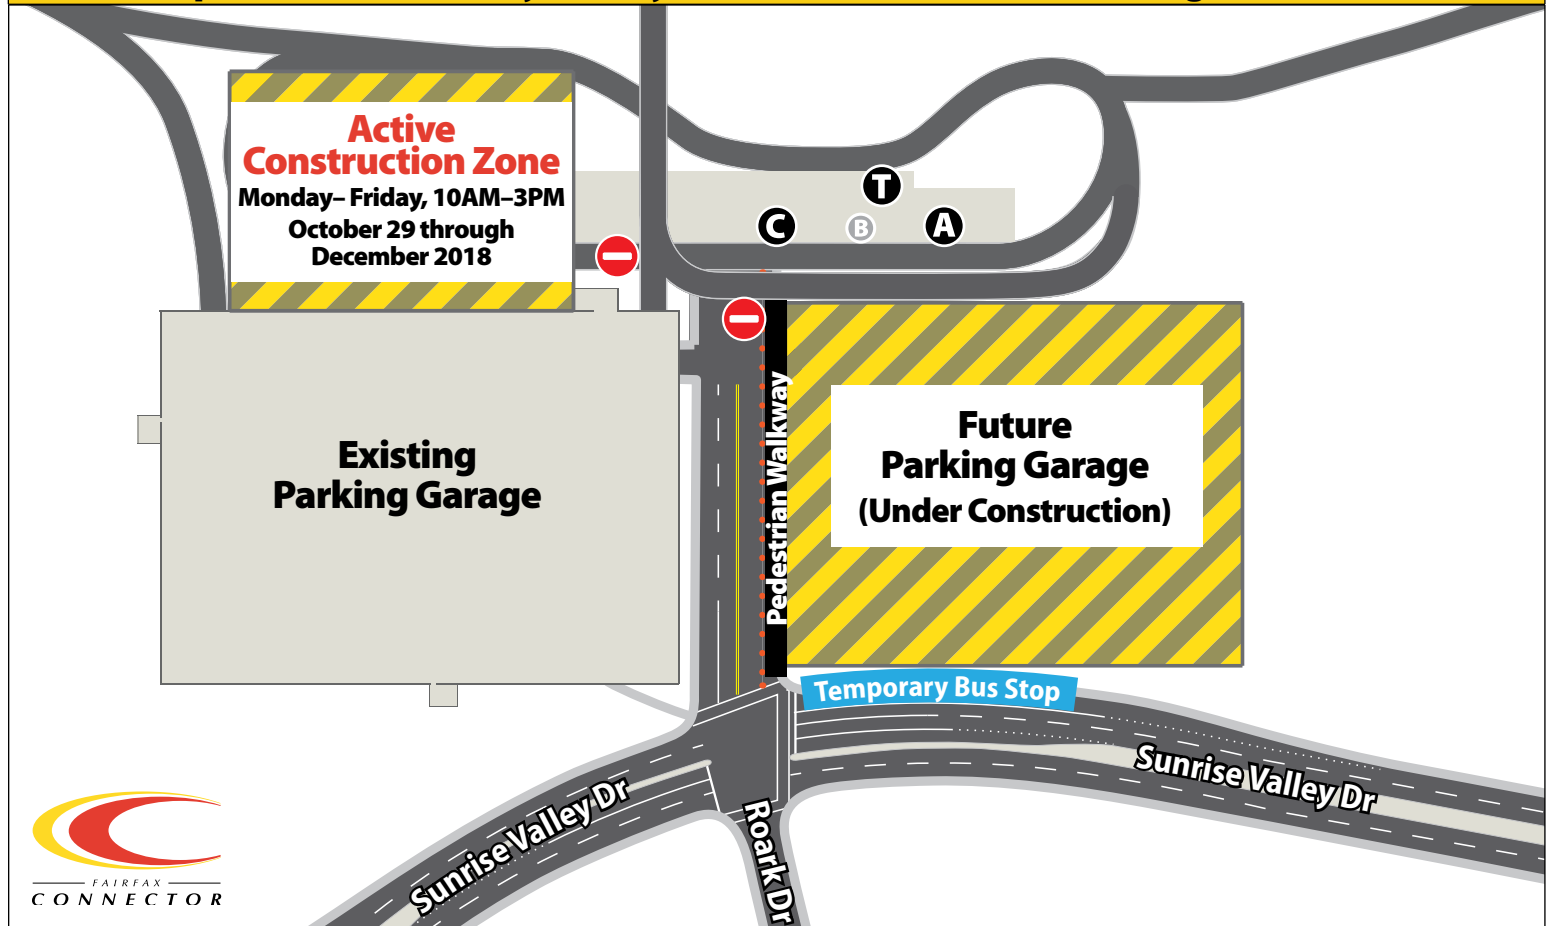 Active
Construction Zone
Monday– Friday, 10AM–3PM
October 29 through
December 2018
T
C
B
A
Existing
Parking Garage
Pedestrian Walkway
Future
Parking Garage
(Under Construction)
Temporary Bus Stop
Sunrise Valley Dr
Sunrise Valley Dr
Roark Dr
FAIRFAX
CONNECTOR